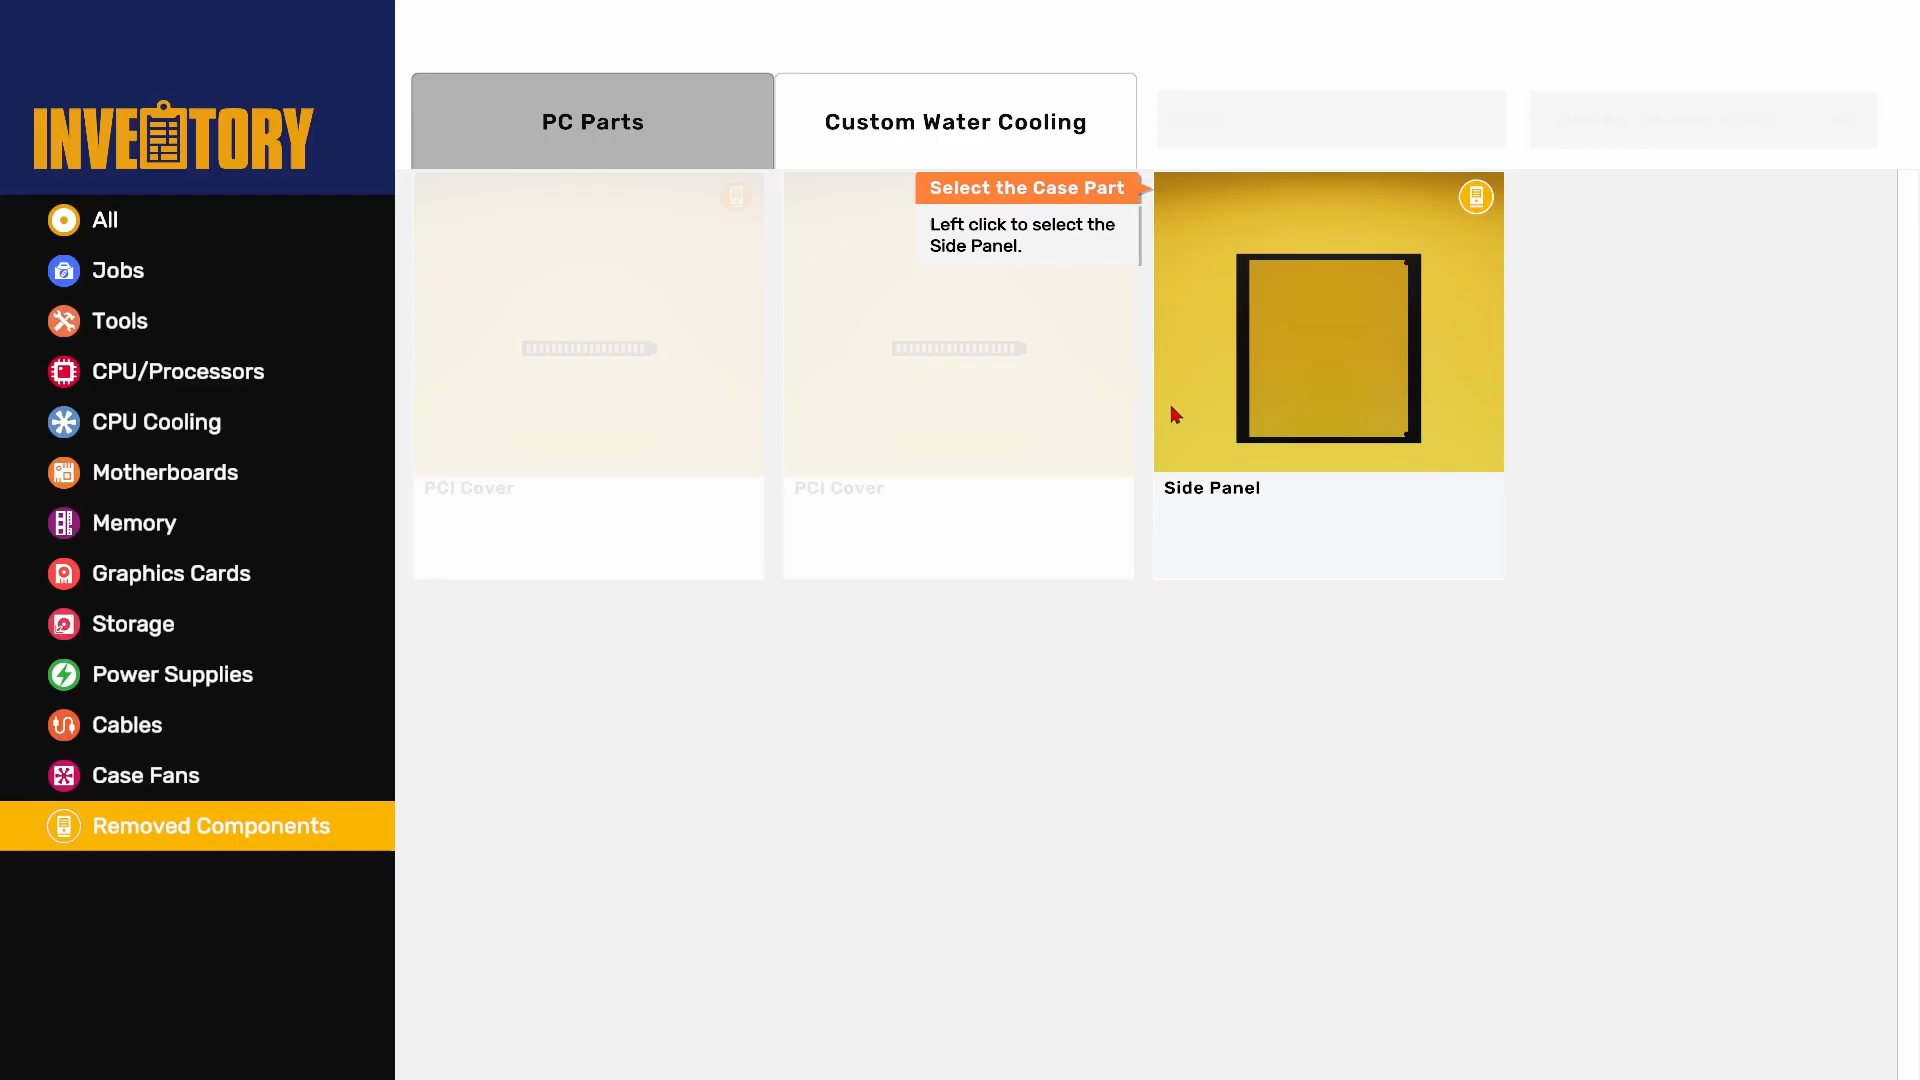 INVENTORY
PC Parts
Custom Water Cooling
Select the Case Part
Left click to select the
Side Panel.
PCI Cover
PCI Cover
Side Panel
All
Jobs
Tools
CPU/Processors
CPU Cooling
Motherboards
Memory
Graphics Cards
Storage
Power Supplies
Cables
Case Fans
Removed Components